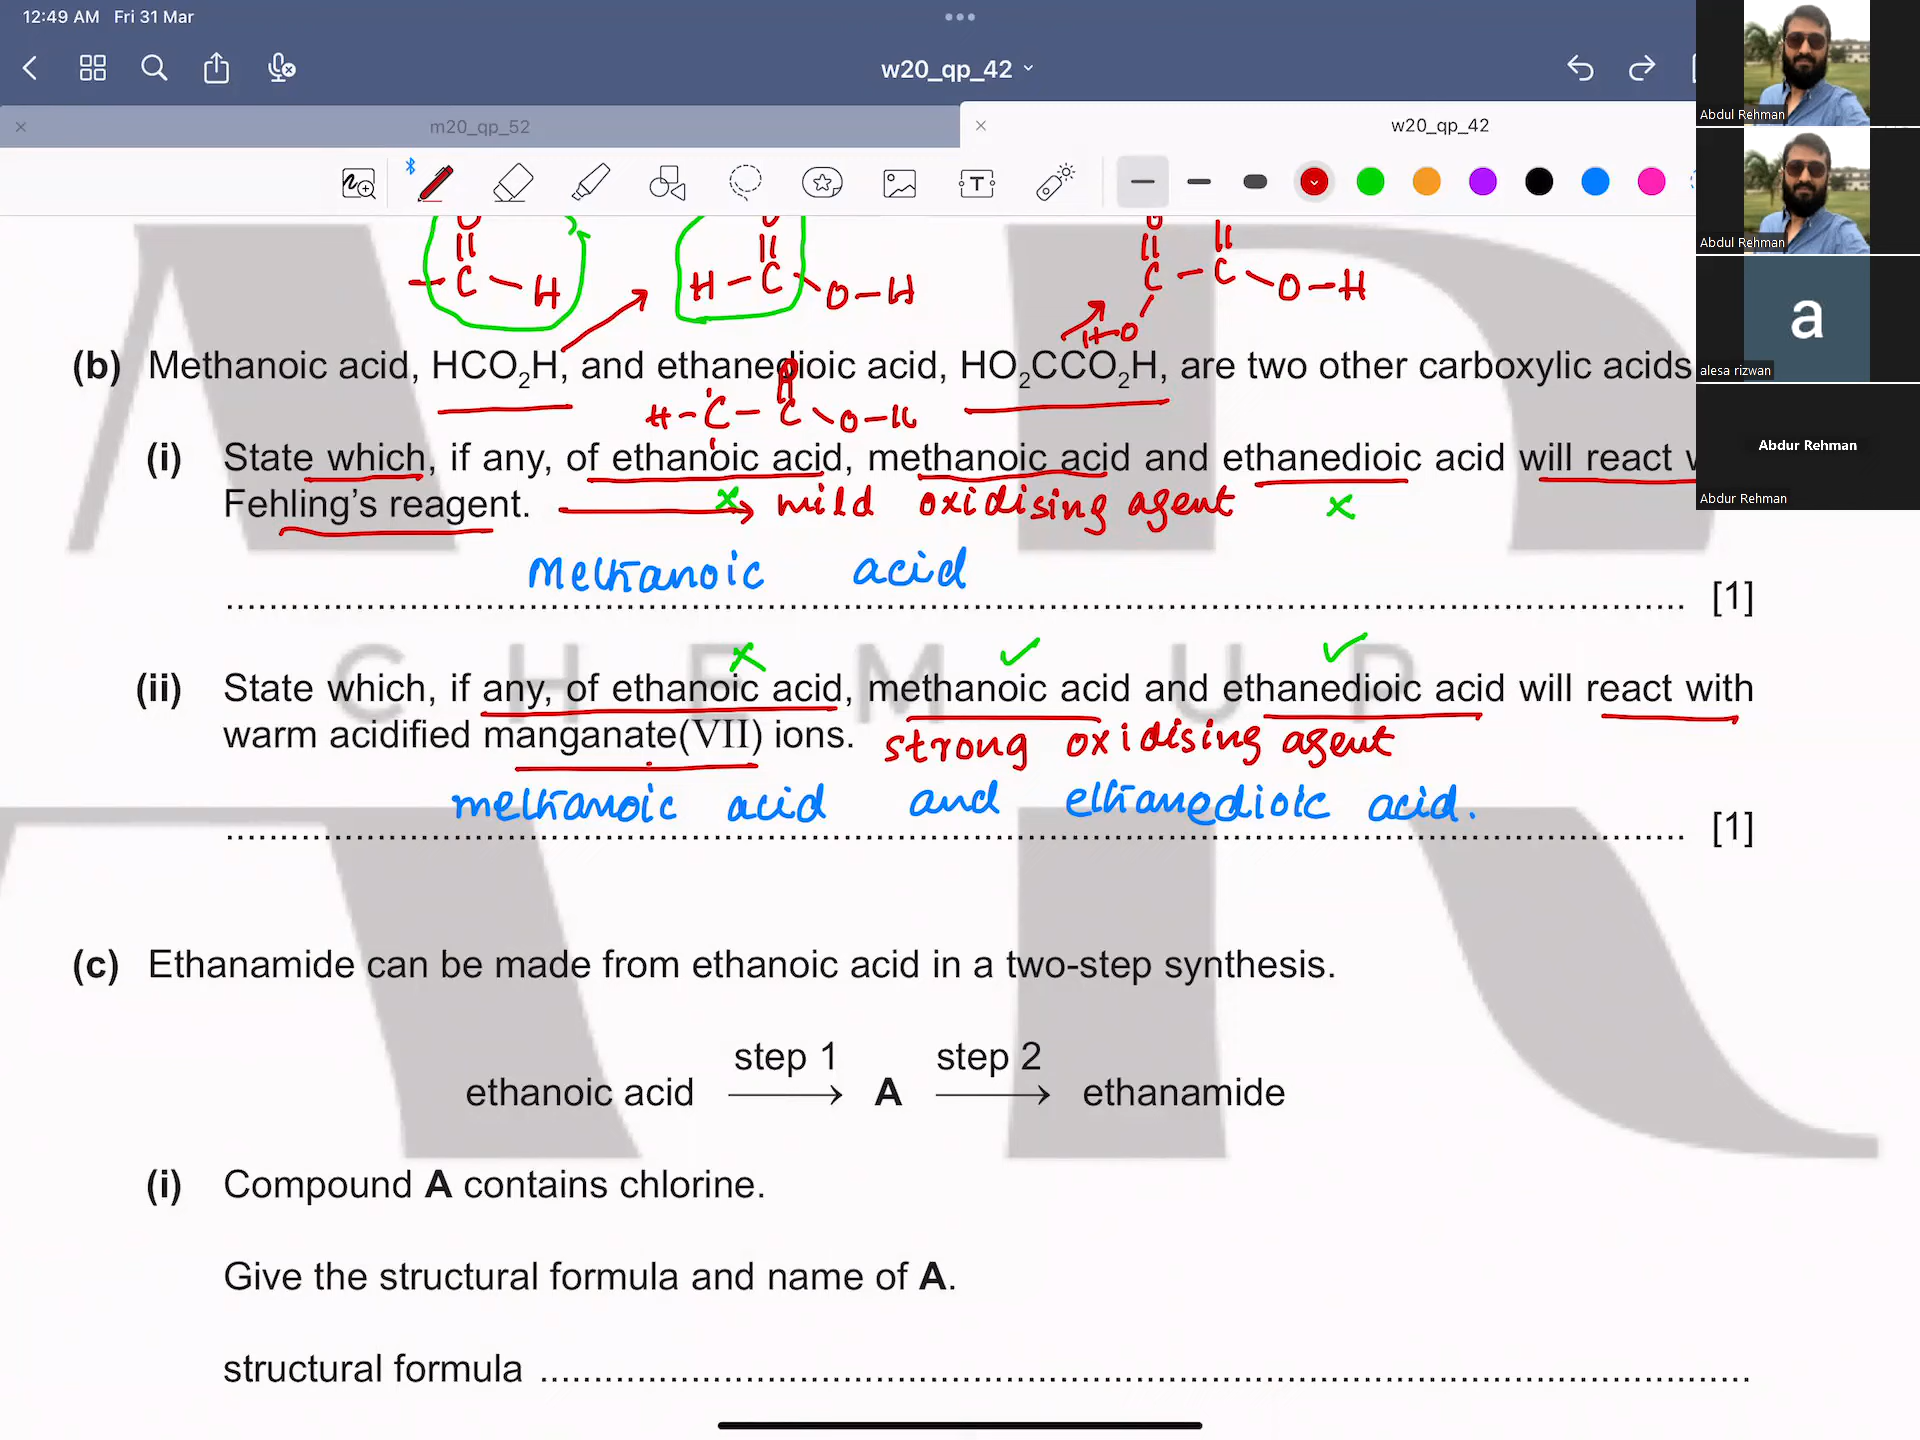 12:49 AM Fri 31 Mar
w20_qp_42
m20_qp_52
w20_qp_42
Abdul Rehman
Abdul Rehman
a
alesa rizwan
Abdur Rehman
Abdur Rehman
C – H
H – C O – H
C – C O – H
H-O
(b) Methanoic acid, HCO₂H, and ethanedioic acid, HO₂CCO₂H, are two other carboxylic acids
H – C – C O – H
(i) State which, if any, of ethanoic acid, methanoic acid and ethanedioic acid will react
Fehling's reagent. → mild oxidising agent
Methanoic acid
[1]
CHEM UP
(ii) State which, if any, of ethanoic acid, methanoic acid and ethanedioic acid will react with
warm acidified manganate(VII) ions. strong oxidising agent
methanoic acid and ethanedioic acid.
[1]
(c) Ethanamide can be made from ethanoic acid in a two-step synthesis.
step 1 step 2
ethanoic acid → A → ethanamide
(i) Compound A contains chlorine.
Give the structural formula and name of A.
structural formula